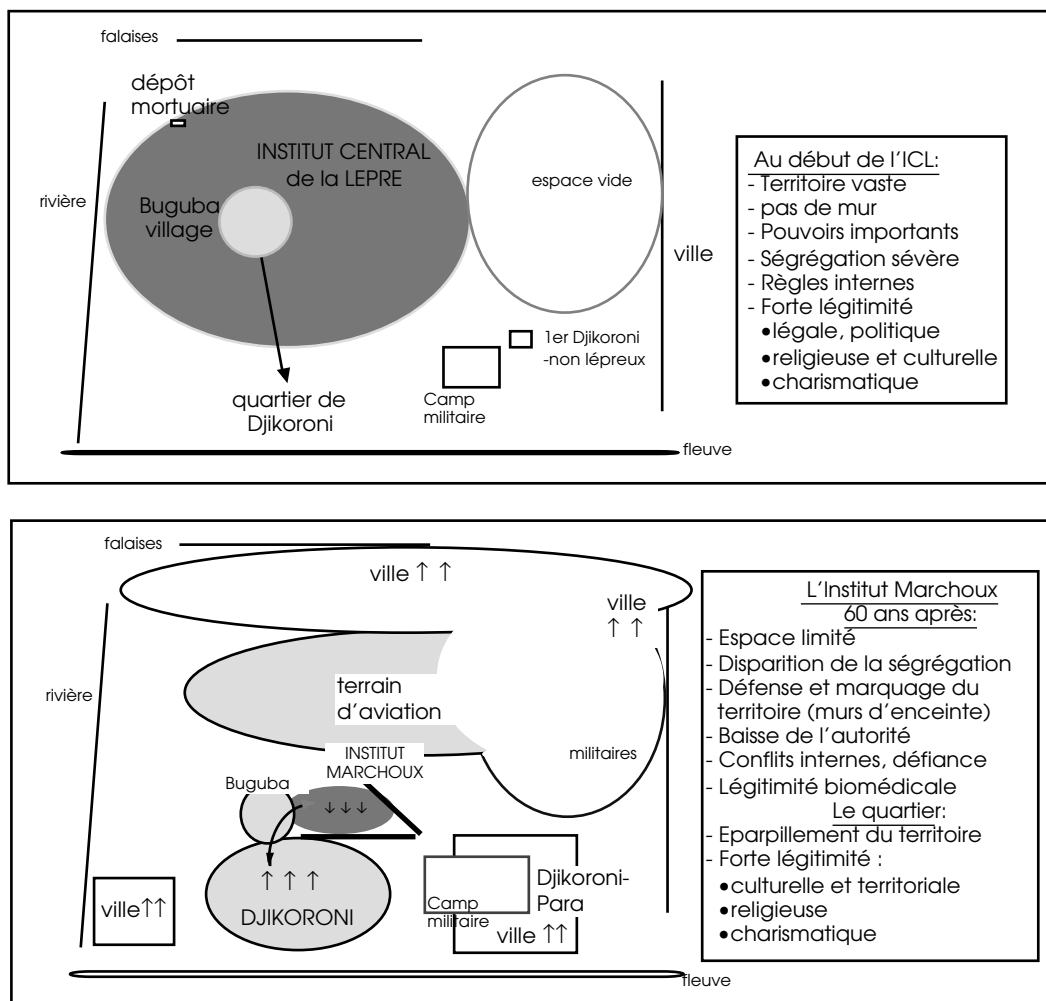 falaises
dépôt
mortuaire
INSTITUT CENTRAL
de la LEPRE
espace vide
rivière
Buguba
village
ville
1er Djikoroni
-non lépreux
quartier de
Djikoroni
Camp
militaire
fleuve
Au début de l'ICL:
- Territoire vaste
- pas de mur
- Pouvoirs importants
- Ségrégation sévère
- Règles internes
- Forte légitimité
•légale, politique
•religieuse et culturelle
•charismatique
falaises
ville ↑ ↑
ville
↑ ↑
rivière
terrain
d'aviation
militaires
INSTITUT
MARCHOUX
Buguba
↓ ↓ ↓
↑ ↑ ↑
DJIKORONI
ville↑↑
Camp
militaire
Djikoroni-
Para
ville ↑↑
fleuve
L'Institut Marchoux
60 ans après:
- Espace limité
- Disparition de la ségrégation
- Défense et marquage du
territoire (murs d'enceinte)
- Baisse de l'autorité
- Conflits internes, défiance
- Légitimité biomédicale
Le quartier:
- Eparpillement du territoire
- Forte légitimité :
•culturelle et territoriale
•religieuse
•charismatique